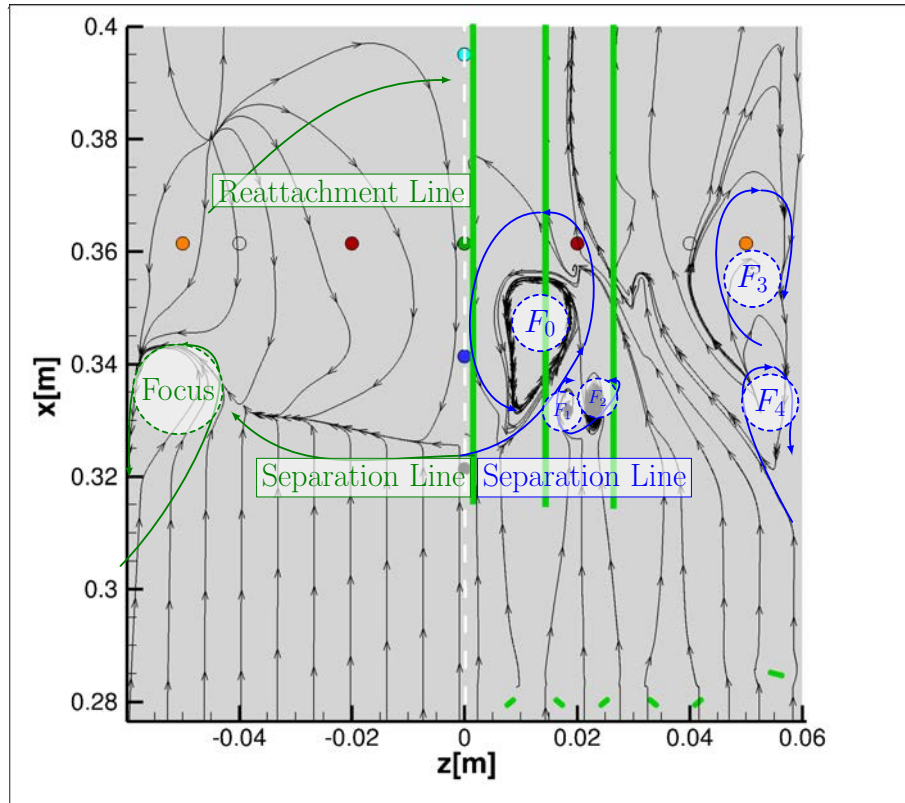 0.4
0.38
Reattachment Line
0.36
F3
F0
0.34
Focus
F1
F2
F4
x[m]
Separation Line
Separation Line
0.32
0.3
0.28
-0.04
-0.02
0
0.02
0.04
0.06
z[m]